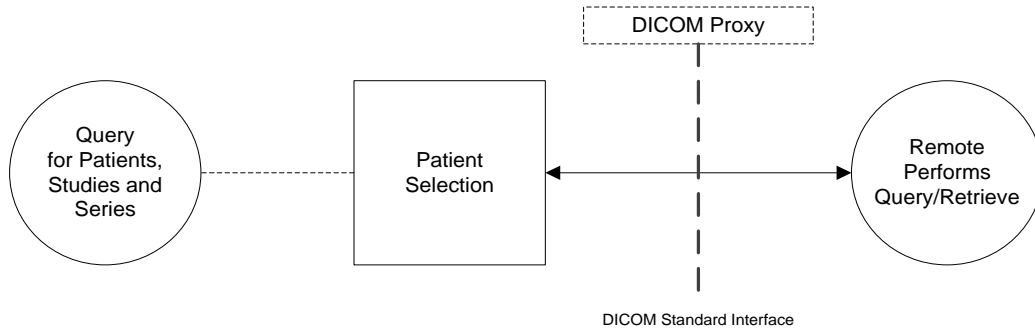 DICOM Proxy
Query
for Patients,
Studies and
Series
Patient
Selection
Remote
Performs
Query/Retrieve
DICOM Standard Interface